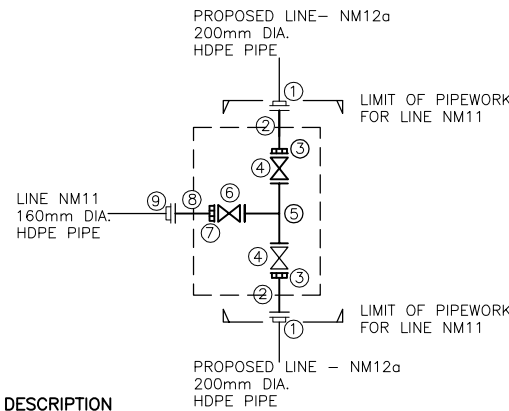 PROPOSED LINE– NM12a
200mm DIA.
HDPE PIPE
1
LIMIT OF PIPEWORK
FOR LINE NM11
2
3
4
6
9
8
LINE NM11
160mm DIA.
HDPE PIPE
5
7
4
3
2
LIMIT OF PIPEWORK
FOR LINE NM11
1
PROPOSED LINE – NM12a
200mm DIA.
HDPE PIPE
DESCRIPTION